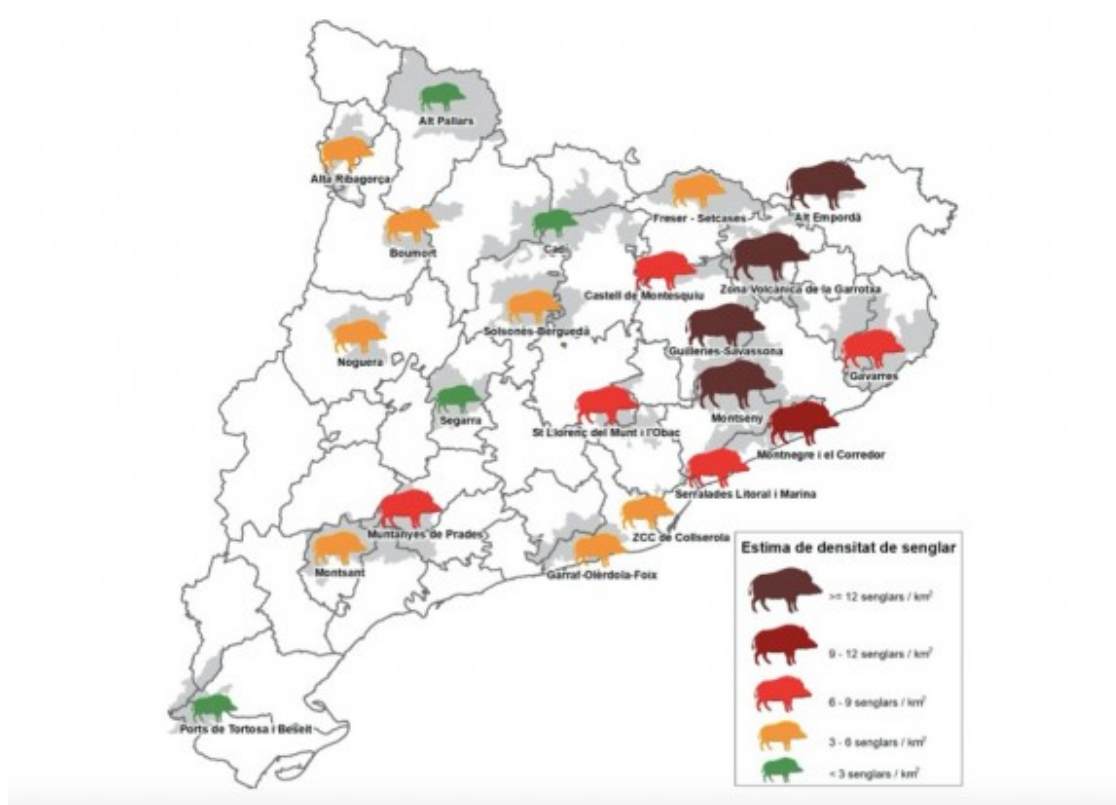 Alt Pallars
Alta Ribagorça
Freser - Setcases
Alt Empordà
Boumort
Cadí
Castell de Montesquiu
Zona Volcànica de la Garrotxa
Solsonès-Berguedà
Guilleries-Savassona
Noguera
Gavarres
Segarra
Montseny
St Llorenç del Munt i l'Obac
Montnegre i el Corredor
Serralades Litoral i Marina
Muntanyes de Prades
ZCC de Collserola
Montsant
Garraf-Olèrdola-Foix
Ports de Tortosa i Beseit
Estima de densitat de senglar
>= 12 senglars / km²
9 - 12 senglars / km²
6 - 9 senglars / km²
3 - 6 senglars / km²
< 3 senglars / km²